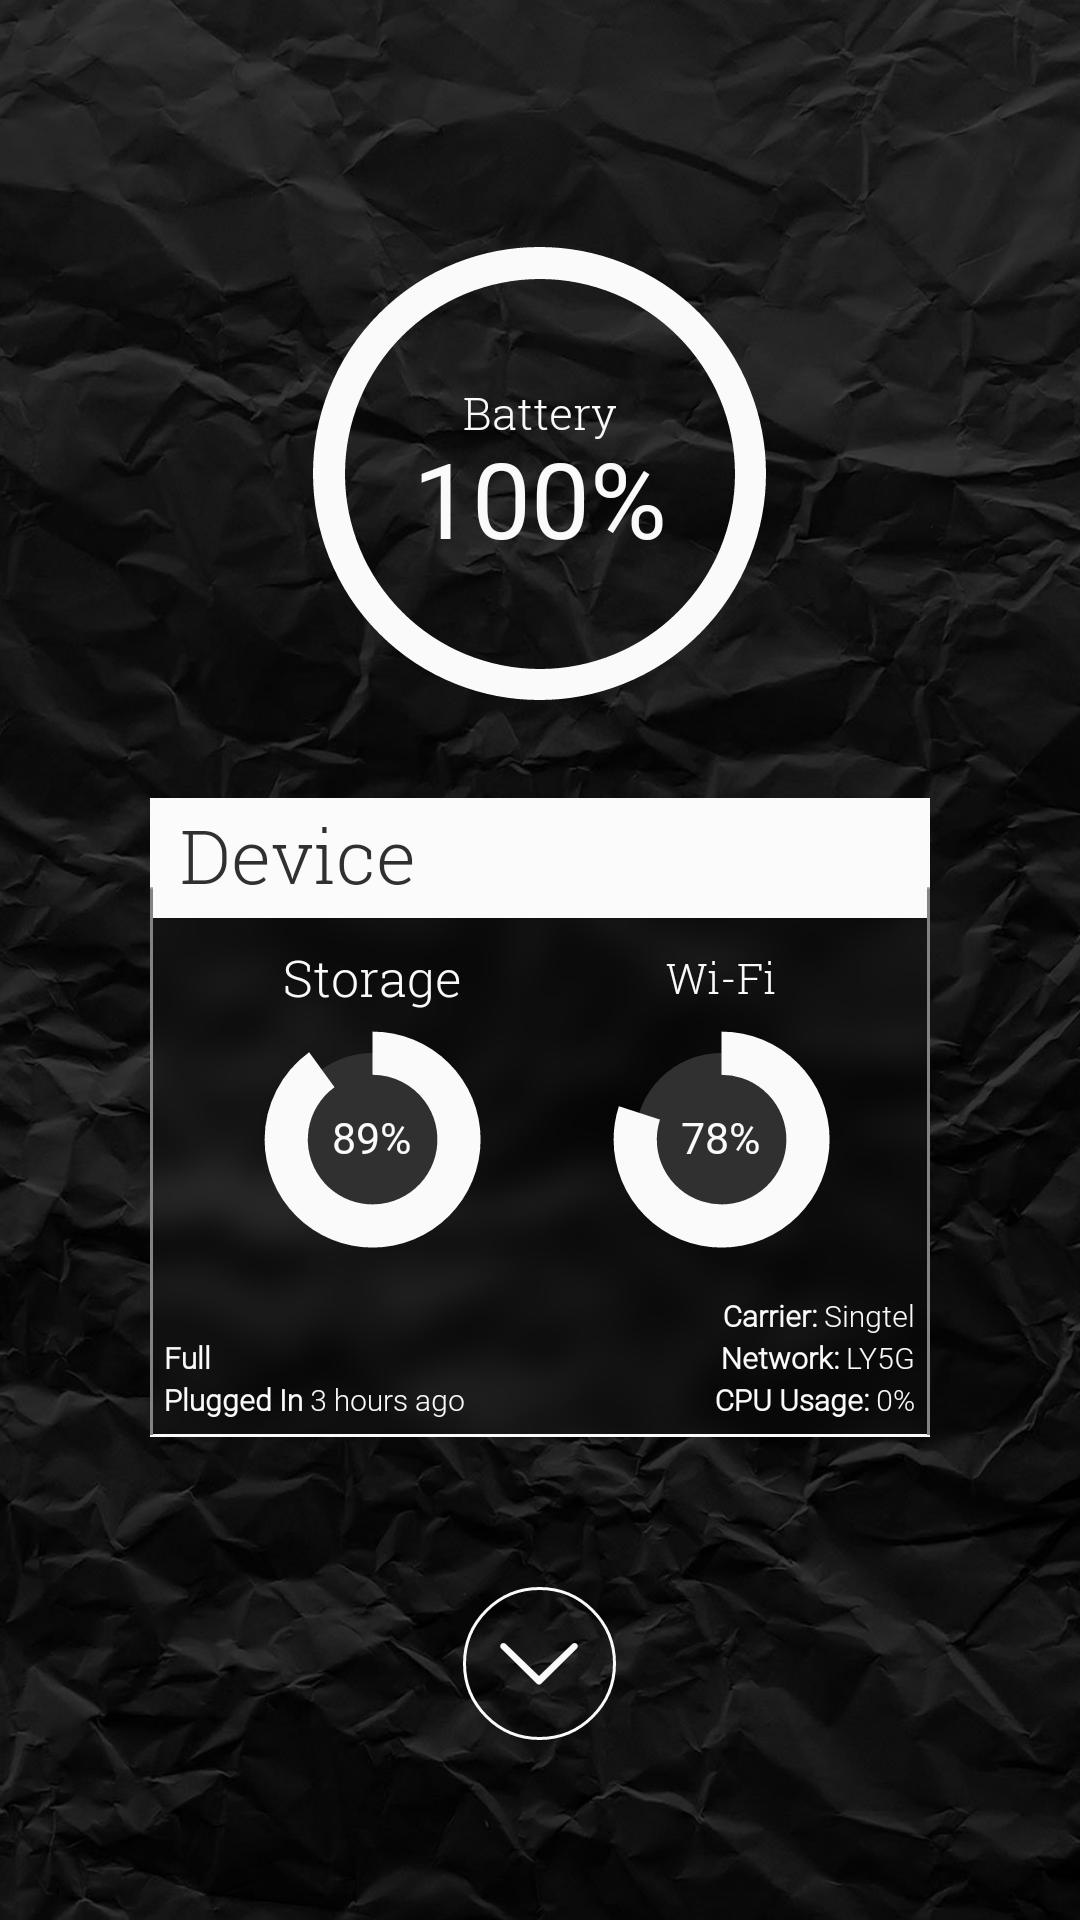 Battery
100%
Device
Storage
Wi-Fi
89%
78%
Carrier: Singtel
Full
Network: LY5G
Plugged In 3 hours ago
CPU Usage: 0%